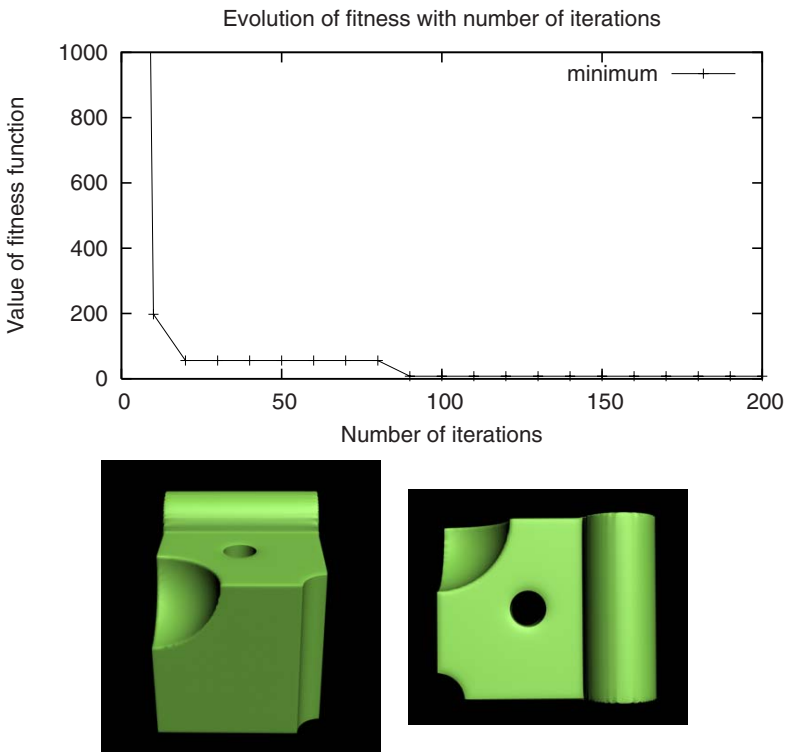 Evolution of fitness with number of iterations
minimum
Value of fitness function
1000
800
600
400
200
0
0 50 100 150 200
Number of iterations